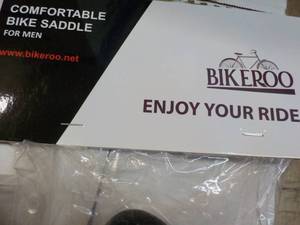 COMFORTABLE
BIKE SADDLE
FOR MEN
www.bikeroo.net
BIKEROO
ENJOY YOUR RIDE